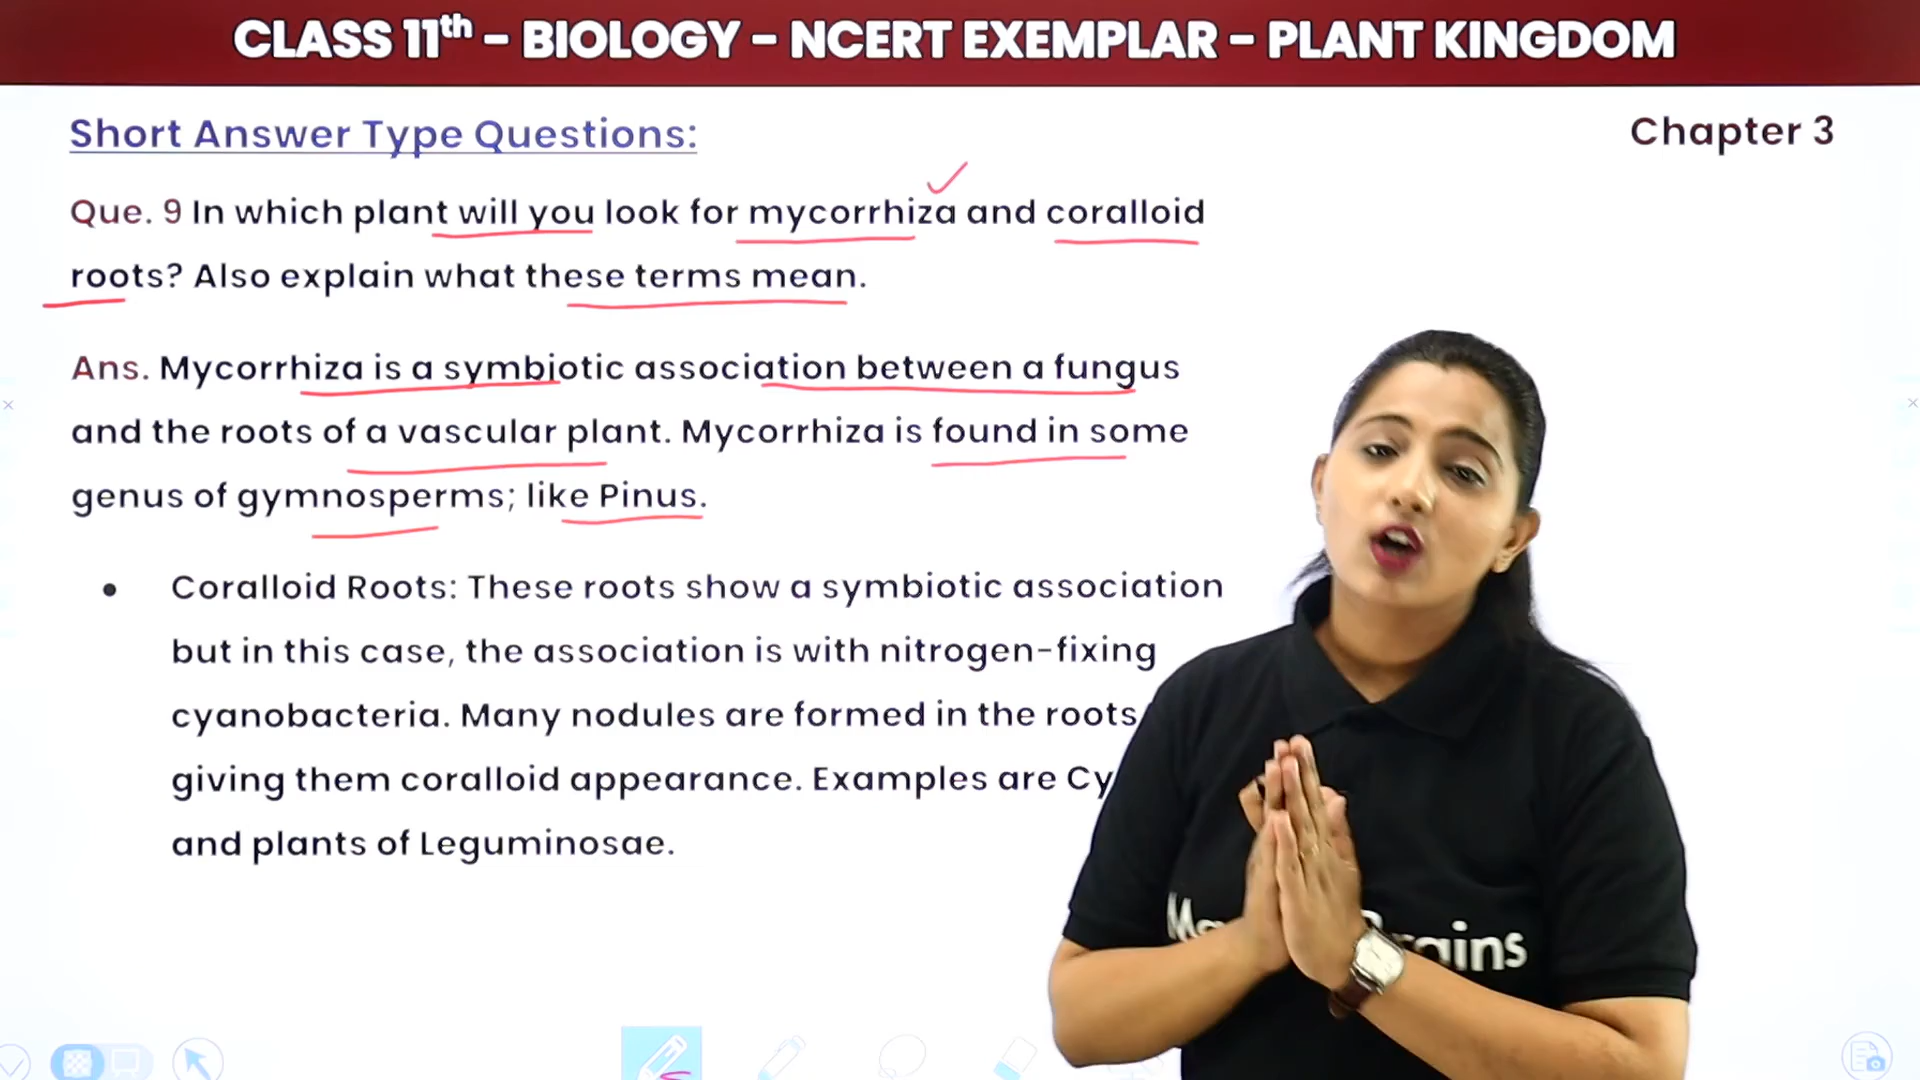 CLASS 11th - BIOLOGY - NCERT EXEMPLAR - PLANT KINGDOM
Short Answer Type Questions:
Chapter 3
Que. 9 In which plant will you look for mycorrhiza and coralloid
roots? Also explain what these terms mean.
Ans. Mycorrhiza is a symbiotic association between a fungus
and the roots of a vascular plant. Mycorrhiza is found in some
genus of gymnosperms; like Pinus.
• Coralloid Roots: These roots show a symbiotic association
but in this case, the association is with nitrogen-fixing
cyanobacteria. Many nodules are formed in the roots
giving them coralloid appearance. Examples are
and plants of Leguminosae.